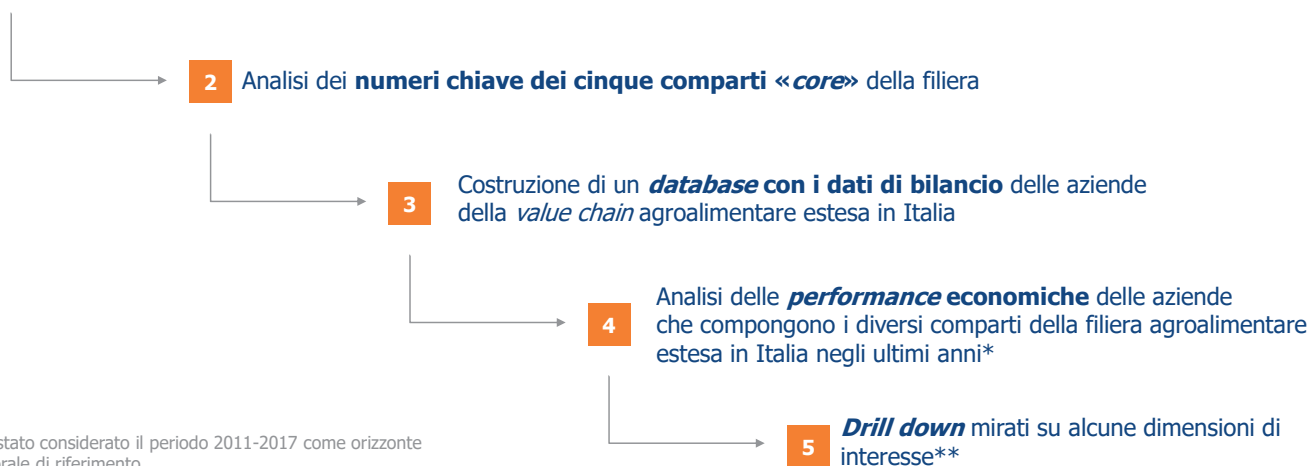 2 Analisi dei numeri chiave dei cinque comparti «core» della filiera
3 Costruzione di un database con i dati di bilancio delle aziende
della value chain agroalimentare estesa in Italia
4 Analisi delle performance economiche delle aziende
che compongono i diversi comparti della filiera agroalimentare
estesa in Italia negli ultimi anni*
stato considerato il periodo 2011-2017 come orizzonte
di riferimento
5 Drill down mirati su alcune dimensioni di
interesse**